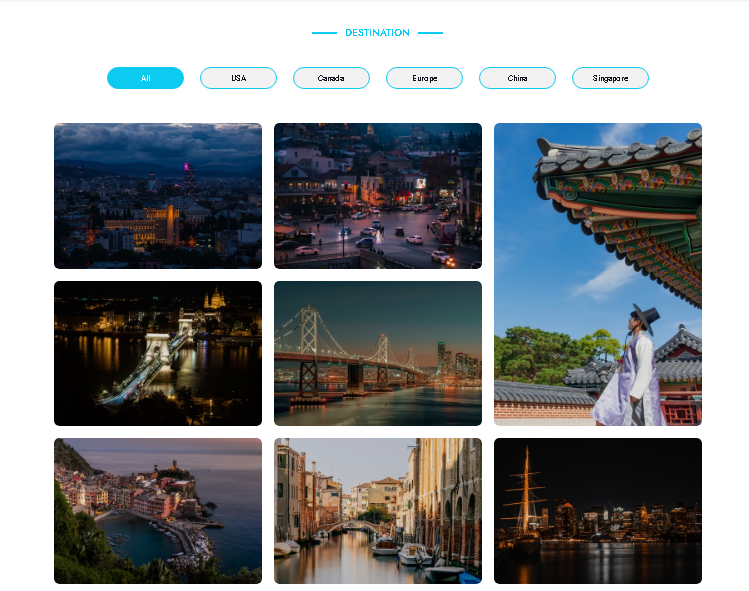 DESTINATION
All
USA
Canada
Europe
China
Singapore